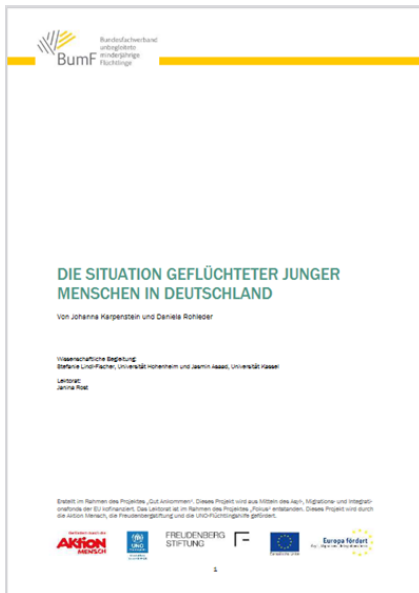 BumF
Bundesfachverband
unbegleitete
minderjährige
Flüchtlinge
DIE SITUATION GEFLÜCHTETER JUNGER
MENSCHEN IN DEUTSCHLAND
Von Johanna Karpenstein und Daniela Rohleder
Wissenschaftliche Begleitung:
Stefanie Lindl-Fischer, Universität Hohenheim und Jasmin Assad, Universität Kassel
Lektorat:
Janina Rost
Erstellt im Rahmen des Projektes „Gut Ankommen“. Dieses Projekt wird aus Mitteln des Asyl-, Migrations- und Integrati-
onsfonds der EU kofinanziert. Das Lektorat ist im Rahmen des Projektes „Fokus“ entstanden. Dieses Projekt wird durch
die Aktion Mensch, die Freudenbergstiftung und die UNO-Flüchtlingshilfe gefördert.
AKTiON
MENSCH
FREUDENBERG
STIFTUNG
Europa fördert
1